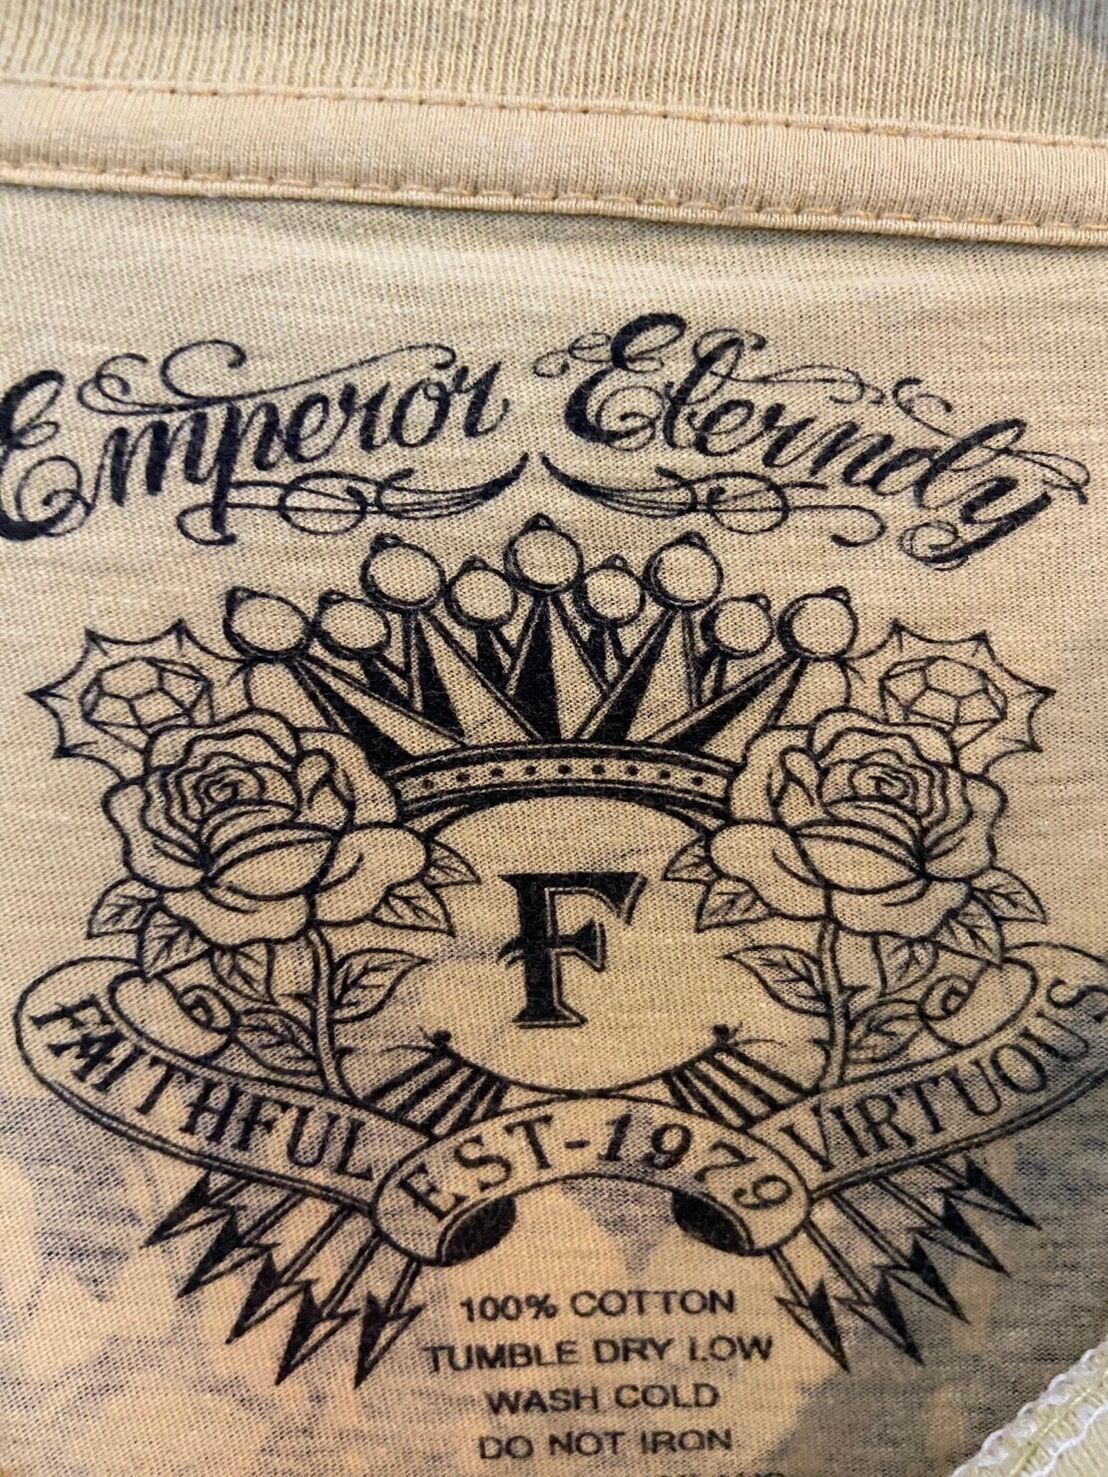 Emperor Eternity
F
FAITHFUL EST-1979 VIRTUOUS
100% COTTON
TUMBLE DRY LOW
WASH COLD
DO NOT IRON